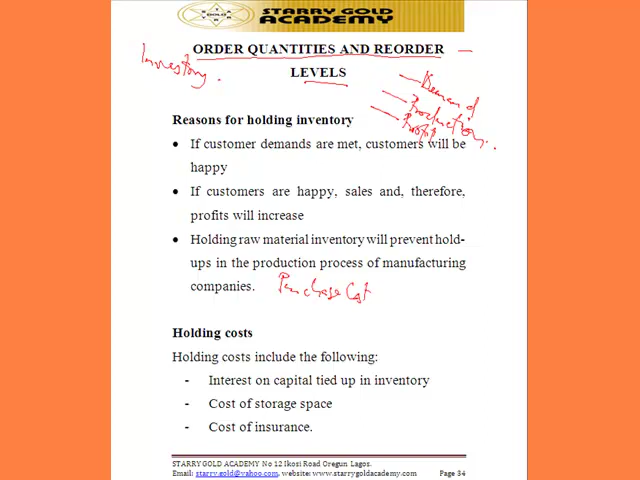 STARRY GOLD
ACADEMY
ORDER QUANTITIES AND REORDER
LEVELS
Inventory.
Demand
Production
Profit
Reasons for holding inventory
• If customer demands are met, customers will be
happy
• If customers are happy, sales and, therefore,
profits will increase
• Holding raw material inventory will prevent hold-
ups in the production process of manufacturing
companies.
Purchase Cost
Holding costs
Holding costs include the following:
- Interest on capital tied up in inventory
- Cost of storage space
- Cost of insurance.
STARRY GOLD ACADEMY No 12 Ikosi Road Oregun Lagos.
Email: starry.gold@yahoo.com, website: www.starrygoldacademy.com Page 34